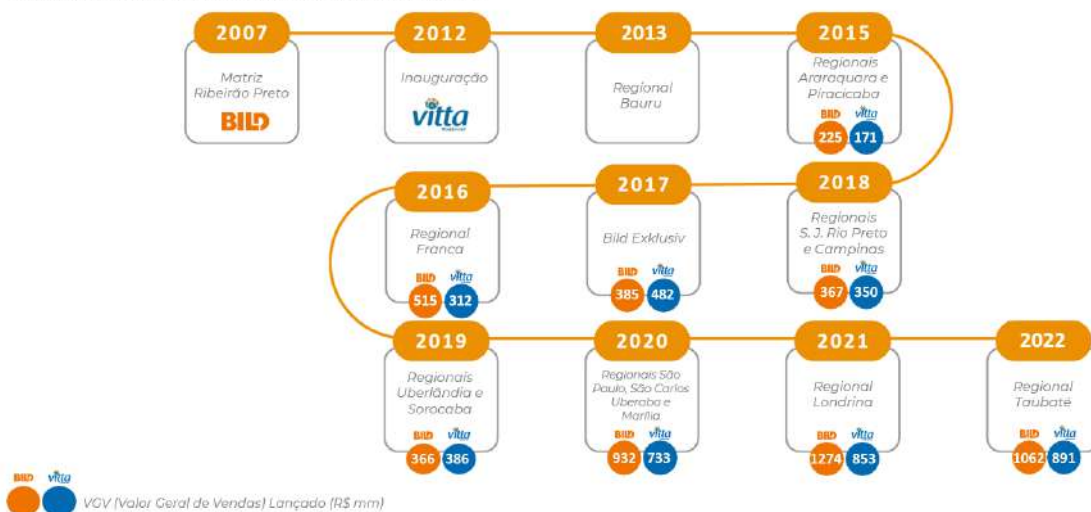 2007
Matriz
Ribeirão Preto
BILD
2012
Inauguração
vitta
2013
Regional
Bauru
2015
Regionais
Araraquara e
Piracicaba
BILD vitta
225 171
2016
Regional
Franca
BILD vitta
515 312
2017
Bild Exklusiv
BILD vitta
385 482
2018
Regionais
S. J. Rio Preto
e Campinas
BILD vitta
367 350
2019
Regionais
Uberlândia e
Sorocaba
BILD vitta
366 386
2020
Regionais São
Paulo, São Carlos
Uberaba e
Marília
BILD vitta
932 733
2021
Regional
Londrina
BILD vitta
1274 853
2022
Regional
Taubaté
BILD vitta
1062 891
BILD vitta
VGV (Valor Geral de Vendas) Lançado (R$ mm)